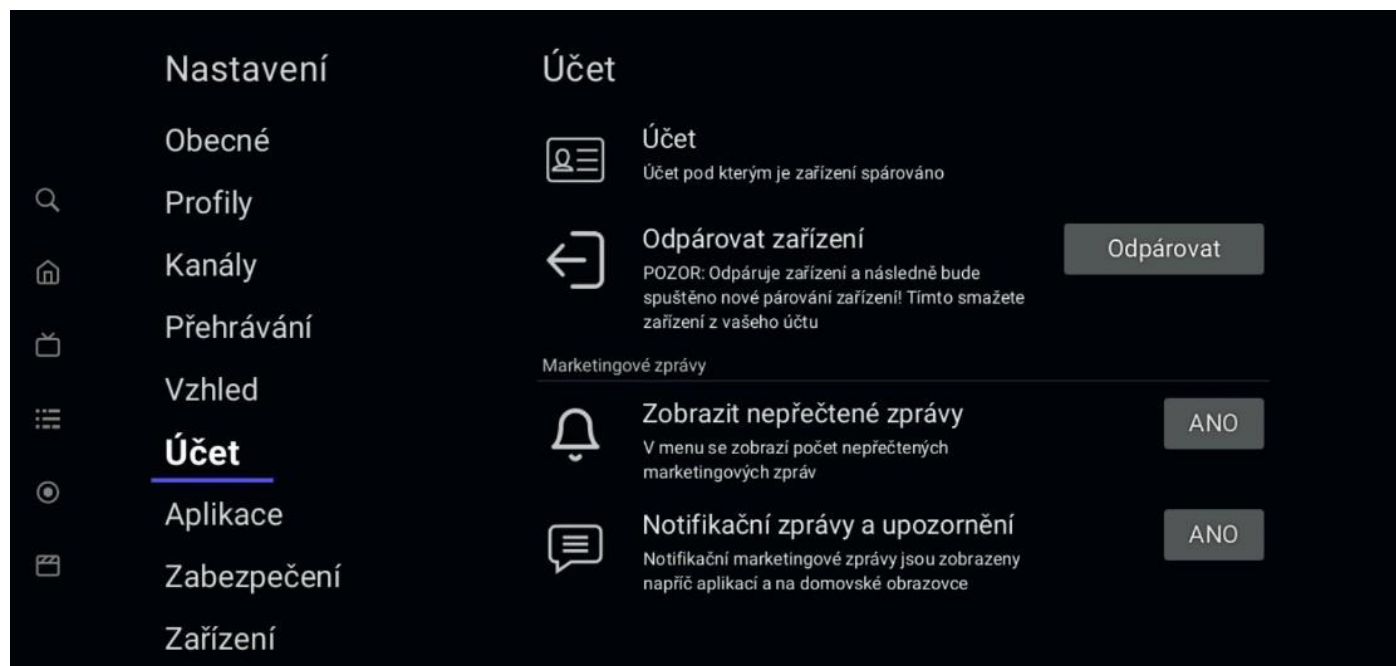 Nastavení
Obecné
Profily
Kanály
Přehrávání
Vzhled
Účet
Aplikace
Zabezpečení
Zařízení
Účet
Účet
Účet pod kterým je zařízení spárováno
Odpárovat zařízení
POZOR: Odpáruje zařízení a následně bude
spuštěno nové párování zařízení! Tímto smažete
zařízení z vašeho účtu
Odpárovat
Marketingové zprávy
Zobrazit nepřečtené zprávy
V menu se zobrazí počet nepřečtených
marketingových zpráv
ANO
Notifikační zprávy a upozornění
Notifikační marketingové zprávy jsou zobrazeny
napříč aplikací a na domovské obrazovce
ANO